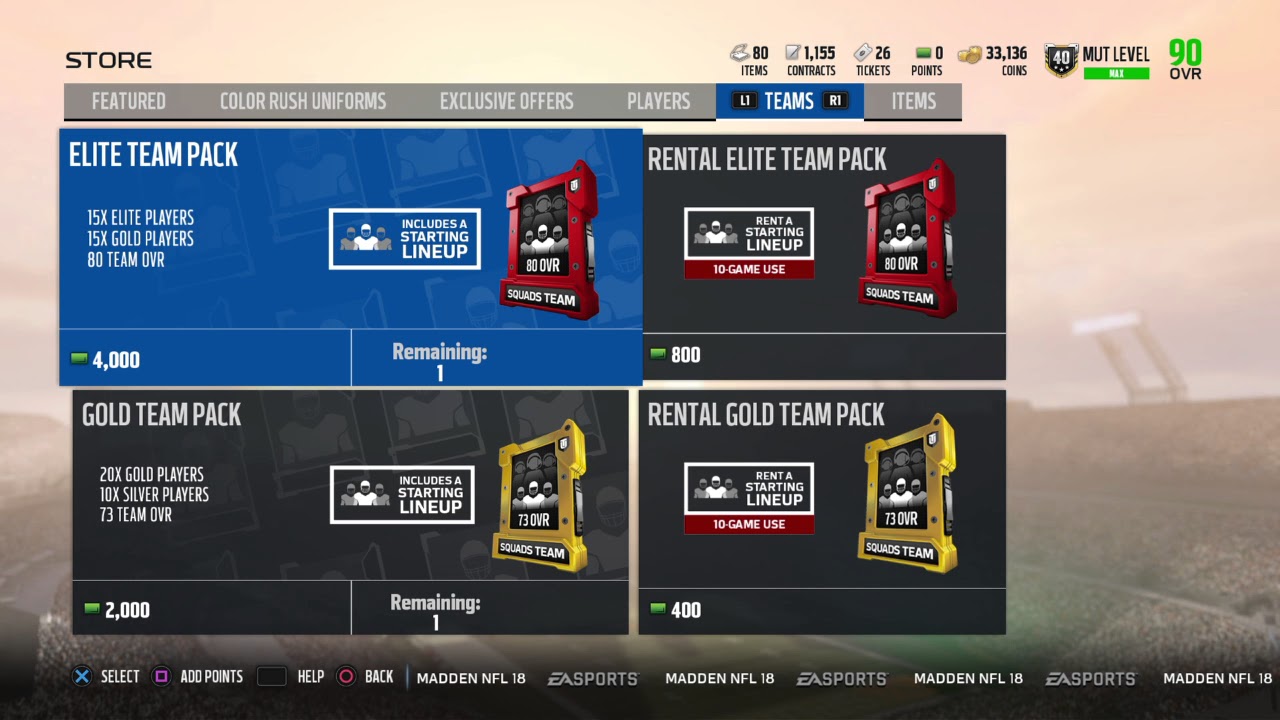 STORE
80 ITEMS
1,155 CONTRACTS
26 TICKETS
0 POINTS
33,136 COINS
40
MUT LEVEL
MAX
90 OVR
FEATURED
COLOR RUSH UNIFORMS
EXCLUSIVE OFFERS
PLAYERS
L1 TEAMS R1
ITEMS
ELITE TEAM PACK
15X ELITE PLAYERS
15X GOLD PLAYERS
80 TEAM OVR
INCLUDES A
STARTING
LINEUP
80 OVR
SQUADS TEAM
4,000
Remaining:
1
RENTAL ELITE TEAM PACK
RENT A
STARTING
LINEUP
10-GAME USE
80 OVR
SQUADS TEAM
800
GOLD TEAM PACK
20X GOLD PLAYERS
10X SILVER PLAYERS
73 TEAM OVR
INCLUDES A
STARTING
LINEUP
73 OVR
SQUADS TEAM
2,000
Remaining:
1
RENTAL GOLD TEAM PACK
RENT A
STARTING
LINEUP
10-GAME USE
73 OVR
SQUADS TEAM
400
SELECT ADD POINTS HELP BACK MADDEN NFL 18 EA SPORTS MADDEN NFL 18 EA SPORTS MADDEN NFL 18 EA SPORTS MADDEN NFL 18